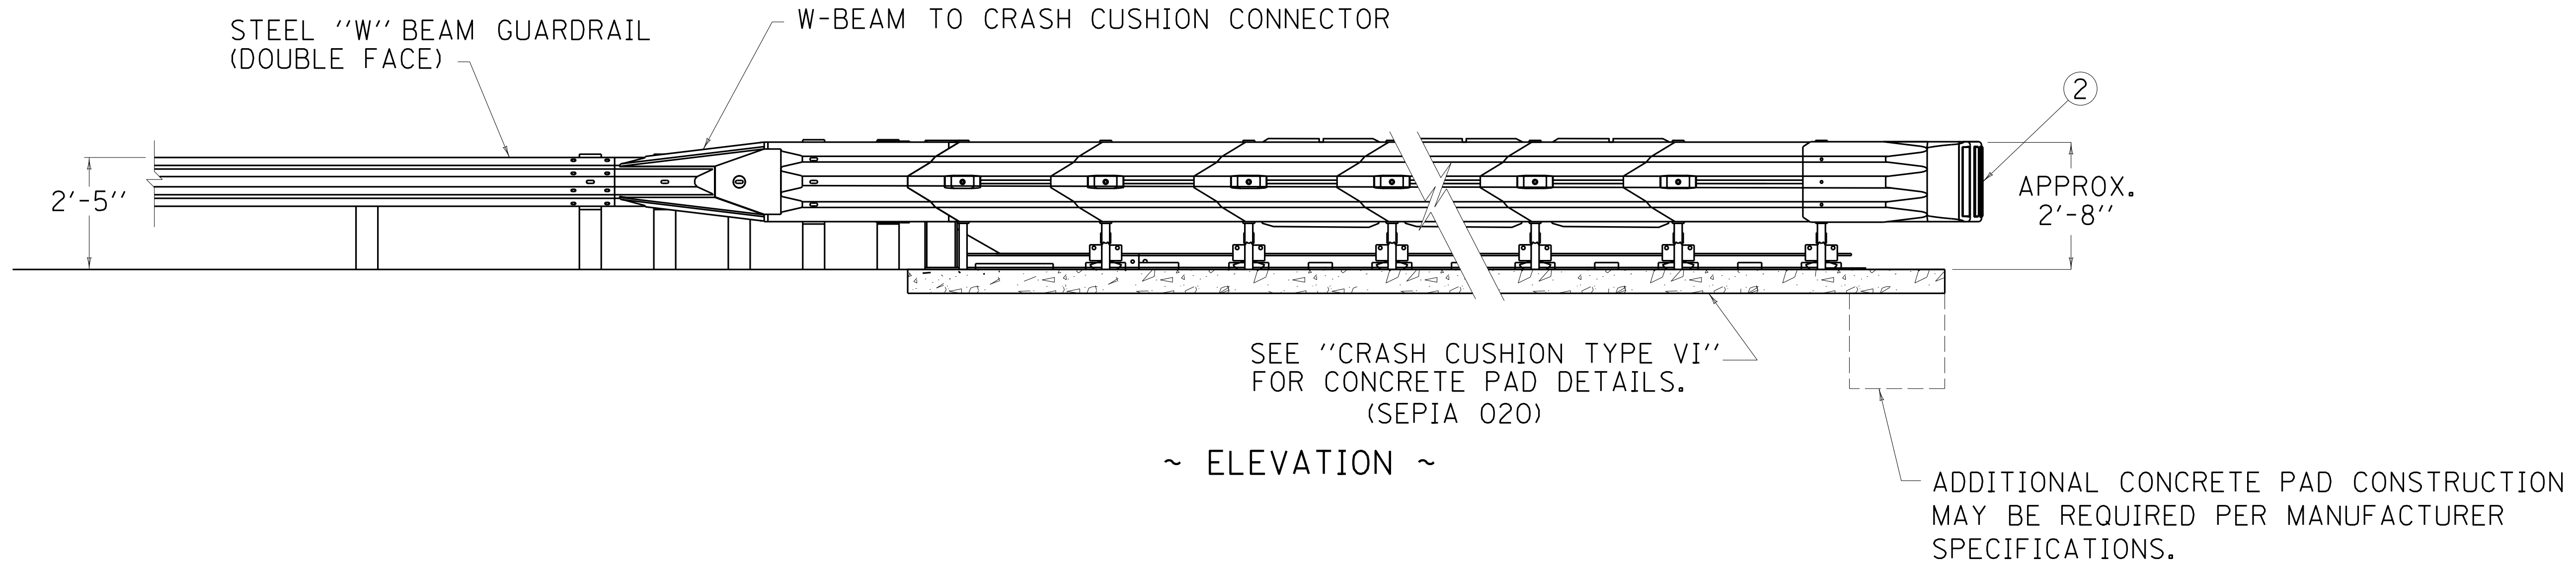 STEEL ''W'' BEAM GUARDRAIL
(DOUBLE FACE)
W-BEAM TO CRASH CUSHION CONNECTOR
2
2'-5''
APPROX.
2'-8''
SEE ''CRASH CUSHION TYPE VI''
FOR CONCRETE PAD DETAILS.
(SEPIA 020)
~ ELEVATION ~
ADDITIONAL CONCRETE PAD CONSTRUCTION
MAY BE REQUIRED PER MANUFACTURER
SPECIFICATIONS.